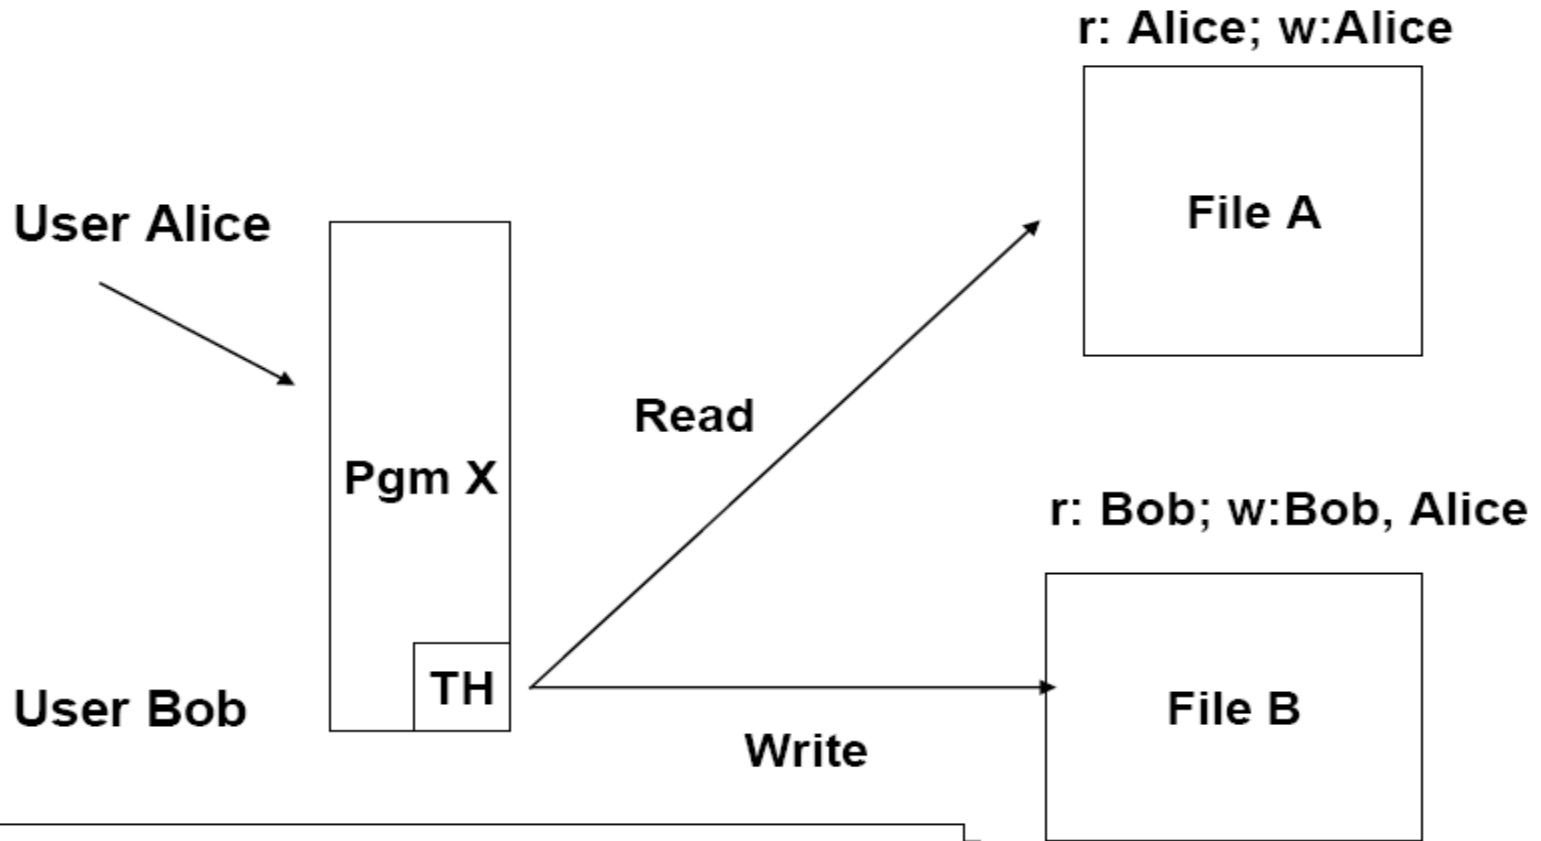 r: Alice; w:Alice
File A
User Alice
Read
Pgm X
r: Bob; w:Bob, Alice
TH
User Bob
File B
Write